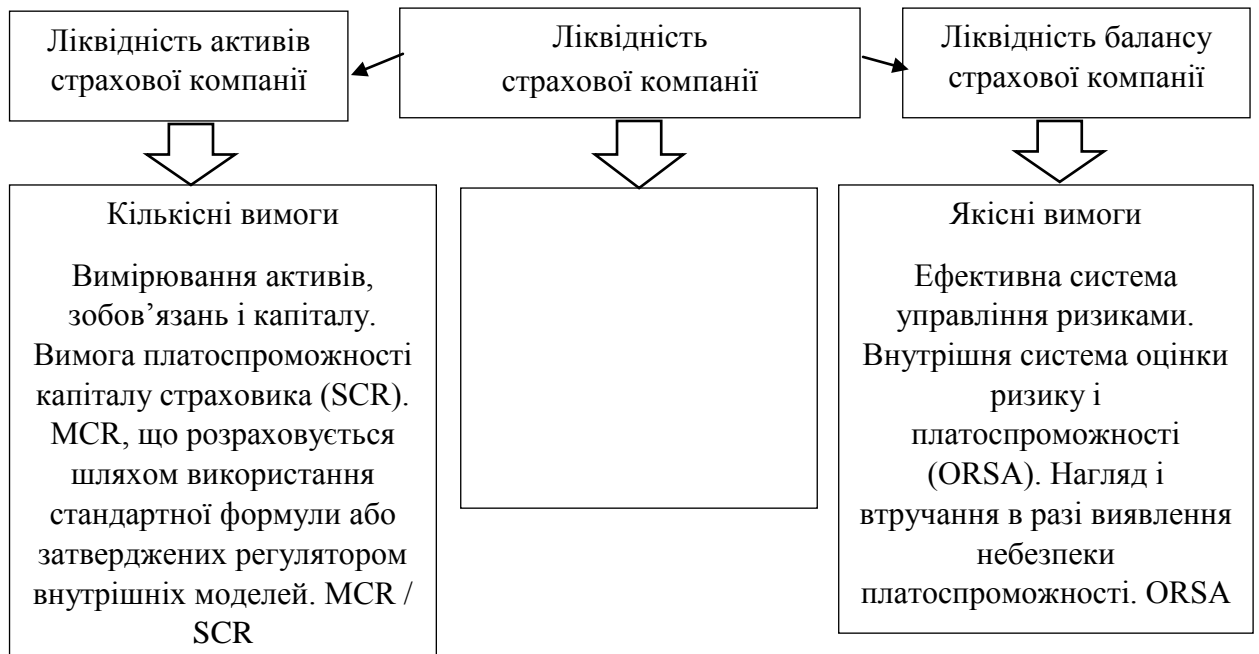 Ліквідність активів
страхової компанії
Ліквідність
страхової компанії
Ліквідність балансу
страхової компанії
Кількісні вимоги
Вимірювання активів,
зобов’язань і капіталу.
Вимога платоспроможності
капіталу страховика (SCR).
MCR, що розраховується
шляхом використання
стандартної формули або
затверджених регулятором
внутрішніх моделей. MCR /
SCR
Якісні вимоги
Ефективна система
управління ризиками.
Внутрішня система оцінки
ризику і
платоспроможності
(ORSA). Нагляд і
втручання в разі виявлення
небезпеки
платоспроможності. ORSA